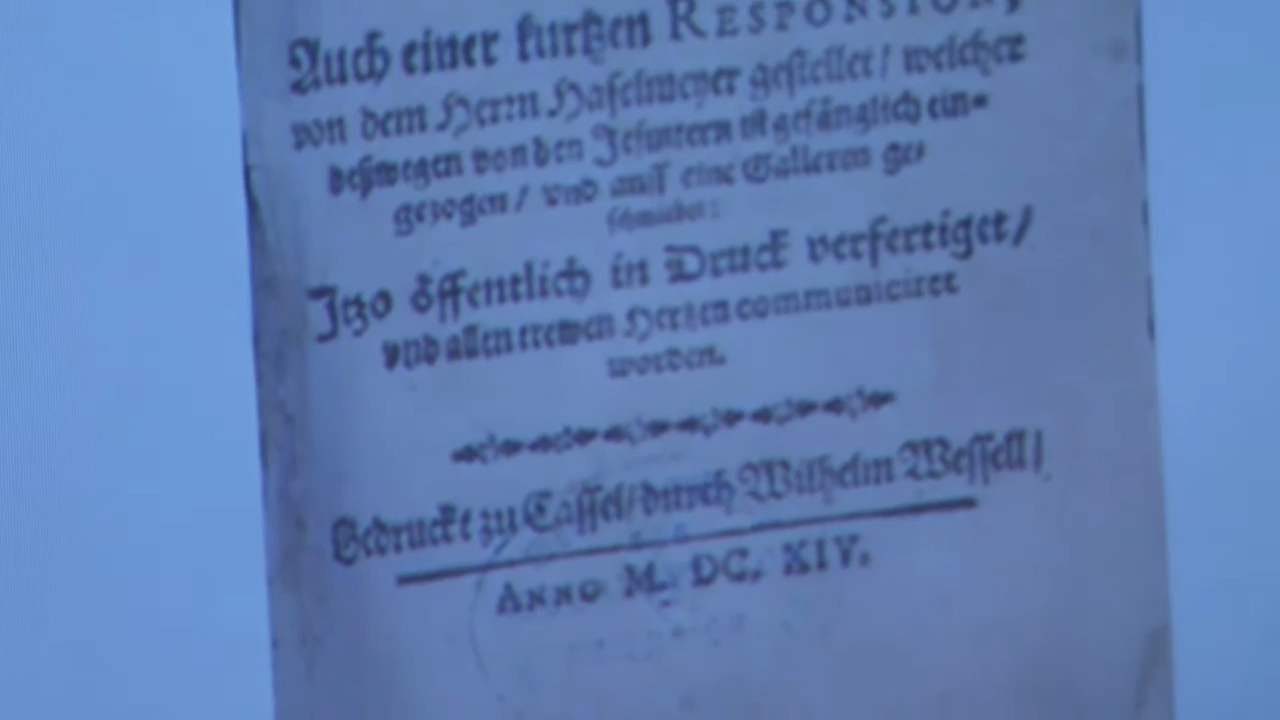 Auch einer kurtzen RESPONSION,
von dem Herrn Haselmeyer gestellet / welcher
deßwegen von den Jesuitern ist gefänglich ein⸗
gezogen / vnd auff eine Galleren ge⸗
schmiedet:
Jtzo öffentlich in Druck verfertiget /
vnd allen trewen Hertzen communiciret
worden.
Gedruckt zu Cassel / durch Wilhelm Wessell /
ANNO M. DC. XIV.